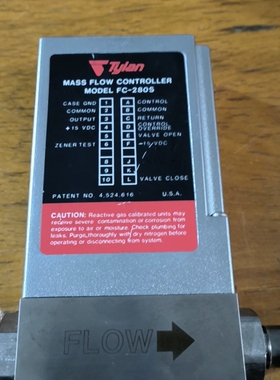 Tylan
MASS FLOW CONTROLLER
MODEL FC-280S
CASE GND 1 A CONTROL
COMMON 2 B COMMON
OUTPUT 3 C RETURN
+15 VDC 4 D CONTROL OVERRIDE
5 E VALVE OPEN
ZENER TEST 6 F -15 VDC
7 H
8 J
9 K
10 L VALVE CLOSE
PATENT NO. 4,524,616 U.S.A.
CAUTION: Reactive gas calibrated units may
receive severe contamination or corrosion from
exposure to air or moisture. Check plumbing for
leaks. Purge thoroughly with dry nitrogen before
operating or disconnecting from system.
FLOW